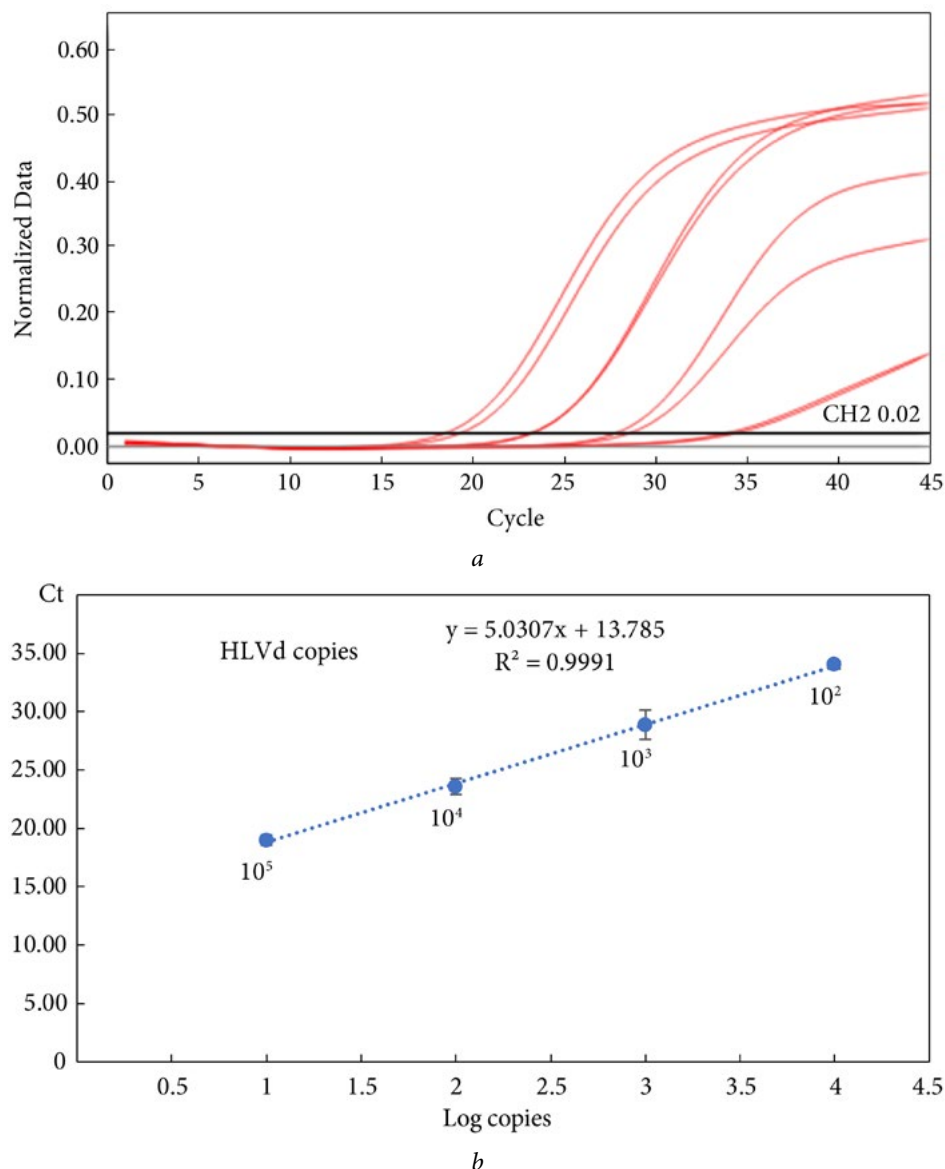 0.60
0.50
0.40
0.30
0.20
0.10
0.00
Normalized Data
CH2 0.02
0 5 10 15 20 25 30 35 40 45
Cycle
a
Ct
35.00
30.00
25.00
20.00
15.00
10.00
5.00
0
HLVd copies
y = 5.0307x + 13.785
R² = 0.9991
10⁵
10⁴
10³
10²
0.5 1 1.5 2 2.5 3 3.5 4 4.5
Log copies
b